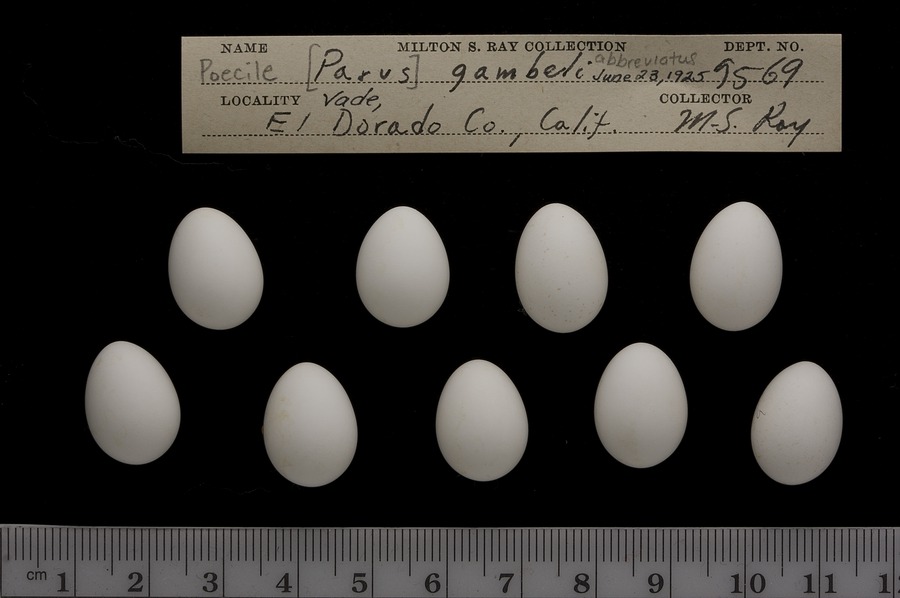 NAME MILTON S. RAY COLLECTION DEPT. NO.
abbreviatus
Poecile [Parus] gambeli June 23, 1925 9569
LOCALITY Vade, COLLECTOR
El Dorado Co., Calif. M.S. Ray
cm 1 2 3 4 5 6 7 8 9 10 11 1